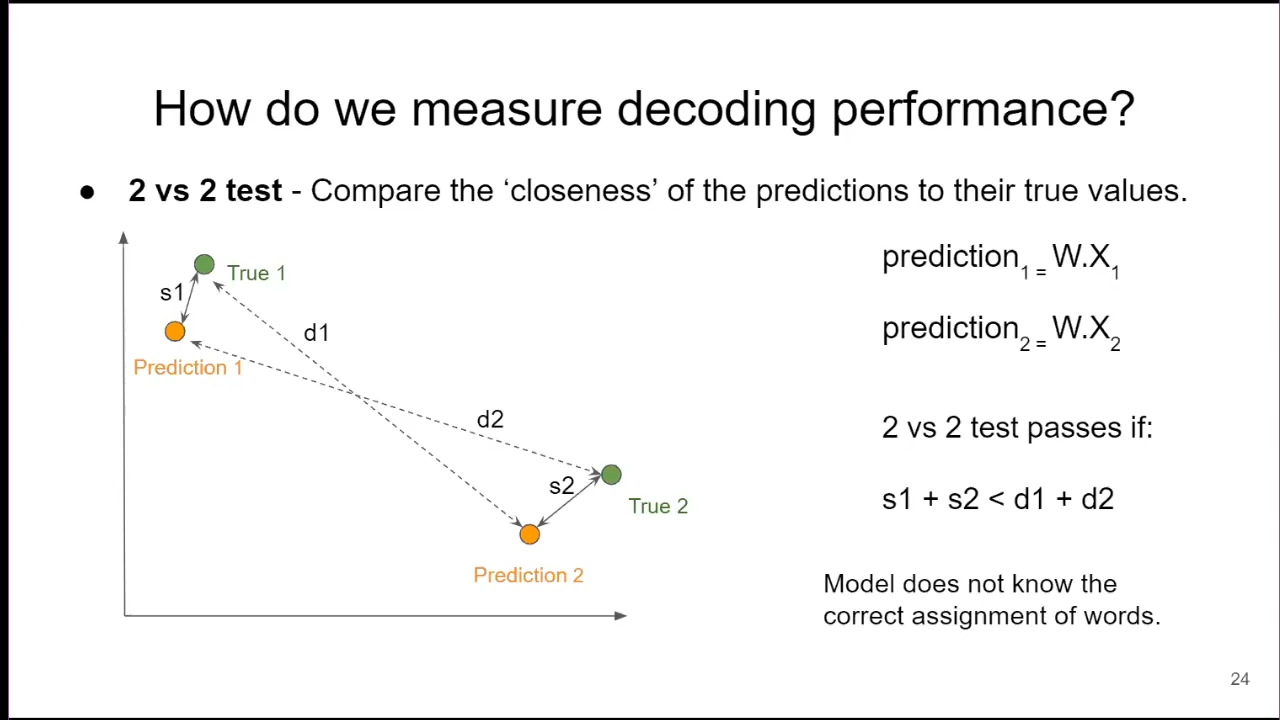 How do we measure decoding performance?
● 2 vs 2 test - Compare the ‘closeness’ of the predictions to their true values.
True 1
s1
d1
Prediction 1
d2
s2
True 2
Prediction 2
prediction1 = W.X1
prediction2 = W.X2
2 vs 2 test passes if:
s1 + s2 < d1 + d2
Model does not know the
correct assignment of words.
24